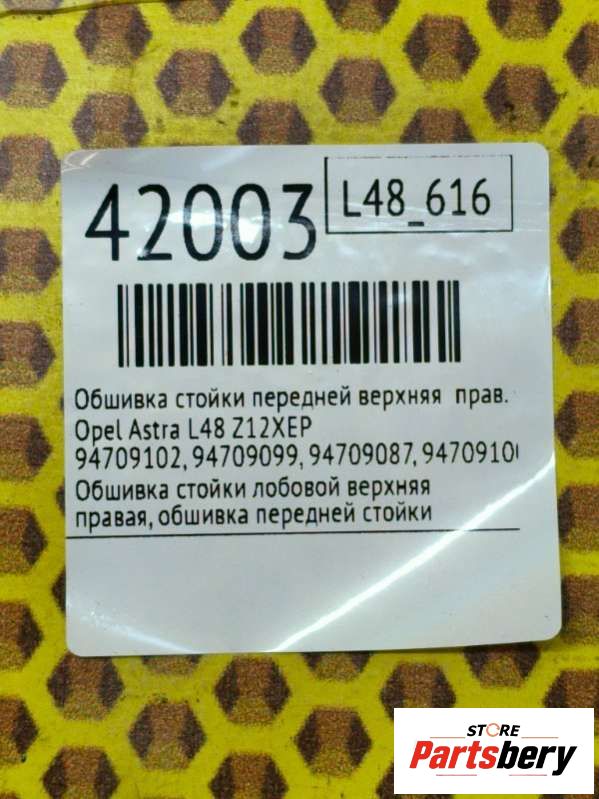 42003
L48_616
Обшивка стойки передней верхняя прав.
Opel Astra L48 Z12XEP
94709102, 94709099, 94709087, 9470910
Обшивка стойки лобовой верхняя
правая, обшивка передней стойки
STORE
Partsbery